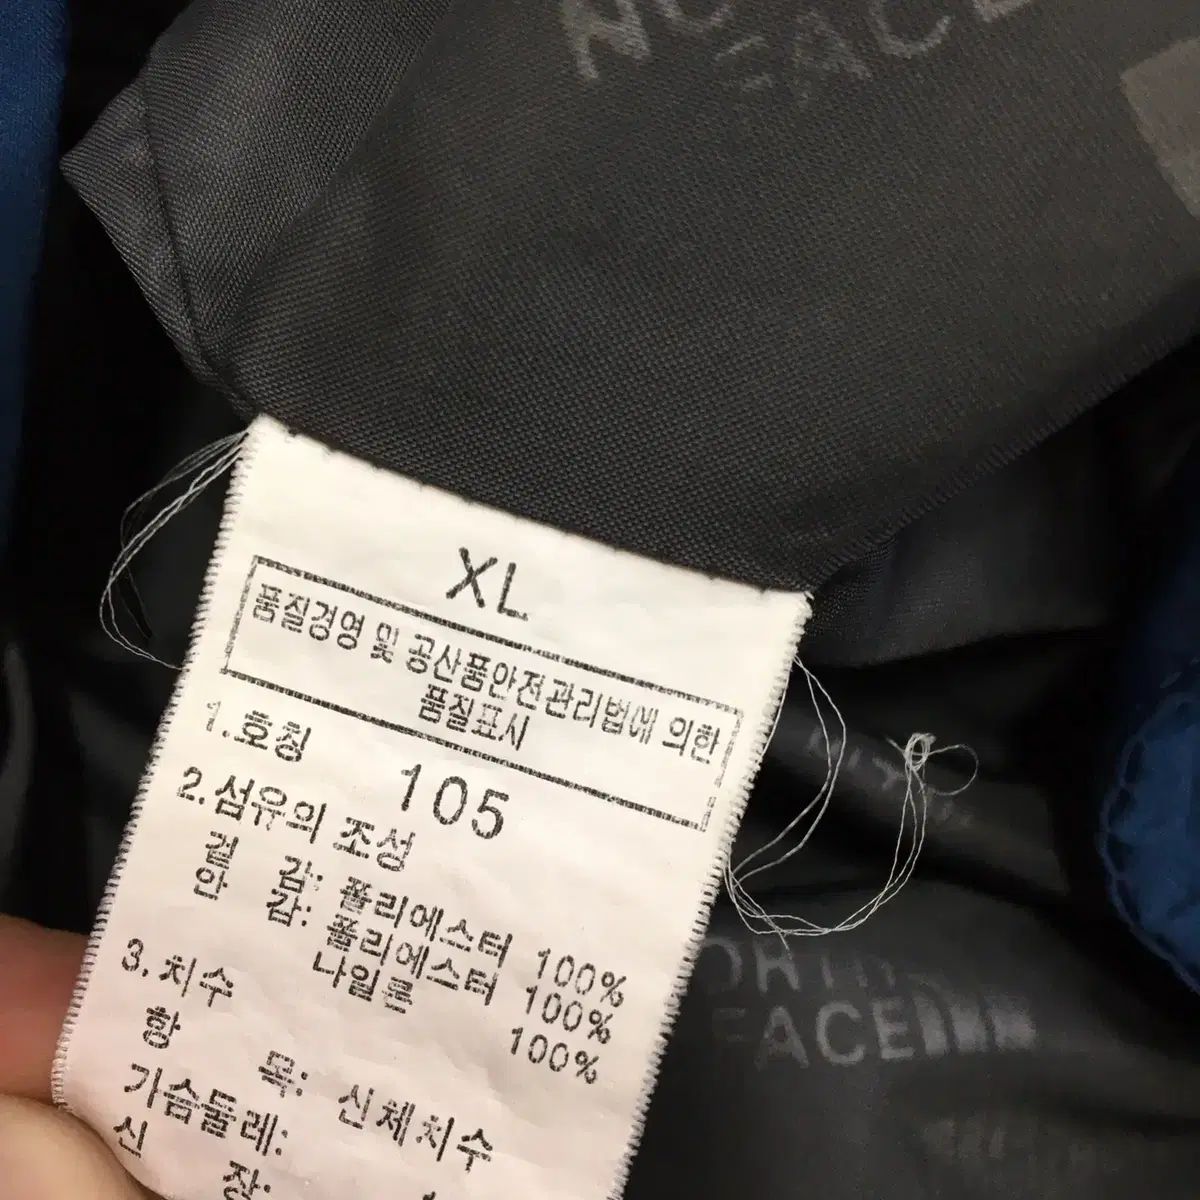 FACE
XL
품질경영 및 공산품안전관리법에 의한
품질표시
1.호칭
105
2.섬유의 조성
겉 감: 폴리에스터 100%
안 감: 폴리에스터 100%
나일론 100%
3.치수
항 목: 신체치수
가슴둘레:
신 장:
FACE